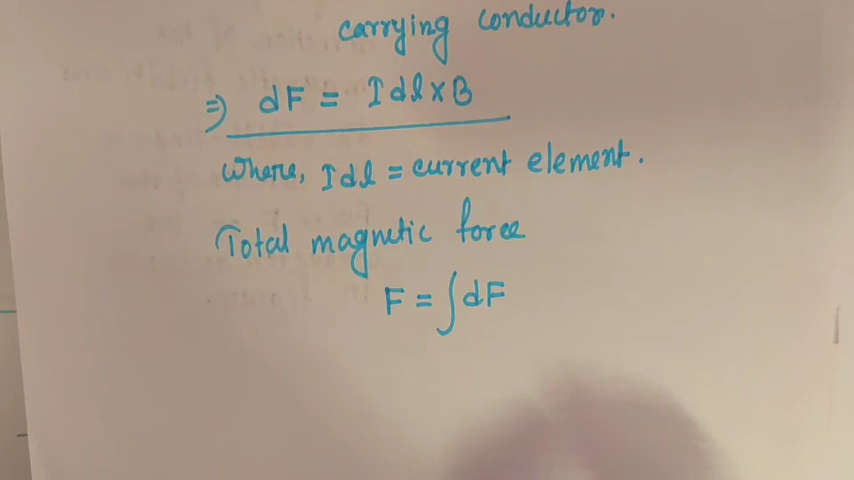 carrying conductor.
⇒ dF = Idl×B
where, Idl = current element.
Total magnetic force
F = ∫dF